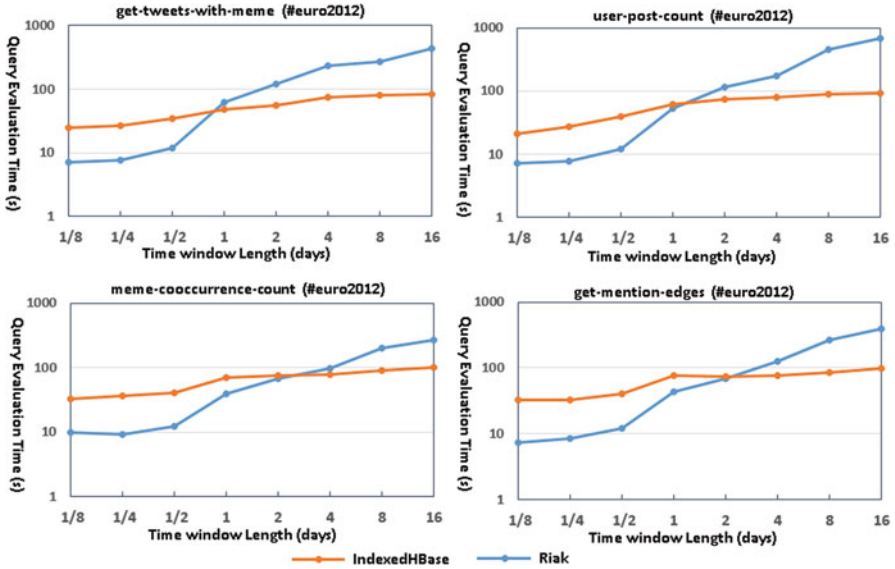 get-tweets-with-meme (#euro2012)
Query Evaluation Time (s)
1000
100
10
1
1/8 1/4 1/2 1 2 4 8 16
Time window Length (days)
user-post-count (#euro2012)
Query Evaluation Time (s)
1000
100
10
1
1/8 1/4 1/2 1 2 4 8 16
Time window Length (days)
meme-cooccurrence-count (#euro2012)
Query Evaluation Time (s)
1000
100
10
1
1/8 1/4 1/2 1 2 4 8 16
Time window Length (days)
get-mention-edges (#euro2012)
Query Evaluation Time (s)
1000
100
10
1
1/8 1/4 1/2 1 2 4 8 16
Time window Length (days)
IndexedHBase Riak